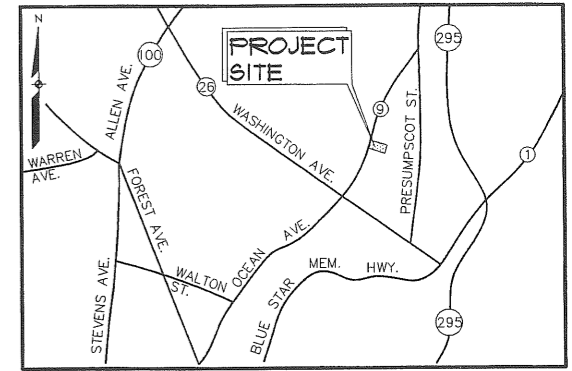 N
100
ALLEN AVE.
26
PROJECT
SITE
295
9
WASHINGTON AVE.
PRESUMPSCOT ST.
1
WARREN
AVE.
FOREST AVE.
STEVENS AVE.
WALTON
ST.
OCEAN AVE.
BLUE STAR MEM. HWY.
295